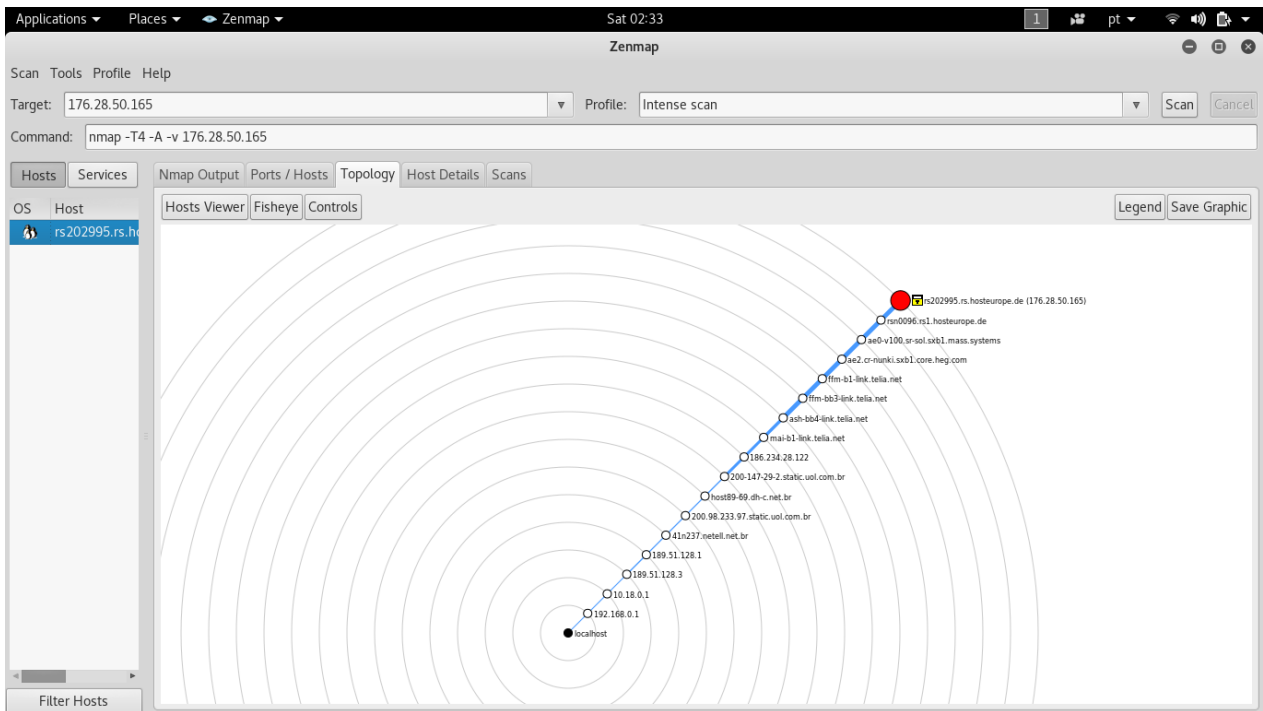 Applications Places Zenmap Sat 02:33 1 pt
Zenmap
Scan Tools Profile Help
Target: 176.28.50.165 Profile: Intense scan Scan Cancel
Command: nmap -T4 -A -v 176.28.50.165
Hosts Services Nmap Output Ports / Hosts Topology Host Details Scans
OS Host Hosts Viewer Fisheye Controls Legend Save Graphic
rs202995.rs.ho
rs202995.rs.hosteurope.de (176.28.50.165)
rsn0096.rs1.hosteurope.de
ae0-v100.sr-sol.sxb1.mass.systems
ae2.cr-nunki.sxb1.core.heg.com
ffm-b1-link.telia.net
ffm-bb3-link.telia.net
ash-bb4-link.telia.net
mai-b1-link.telia.net
186.234.28.122
200-147-29-2.static.uol.com.br
host89-69.dh-c.net.br
200.98.233.97.static.uol.com.br
41n237.netell.net.br
189.51.128.1
189.51.128.3
10.18.0.1
192.168.0.1
localhost
Filter Hosts